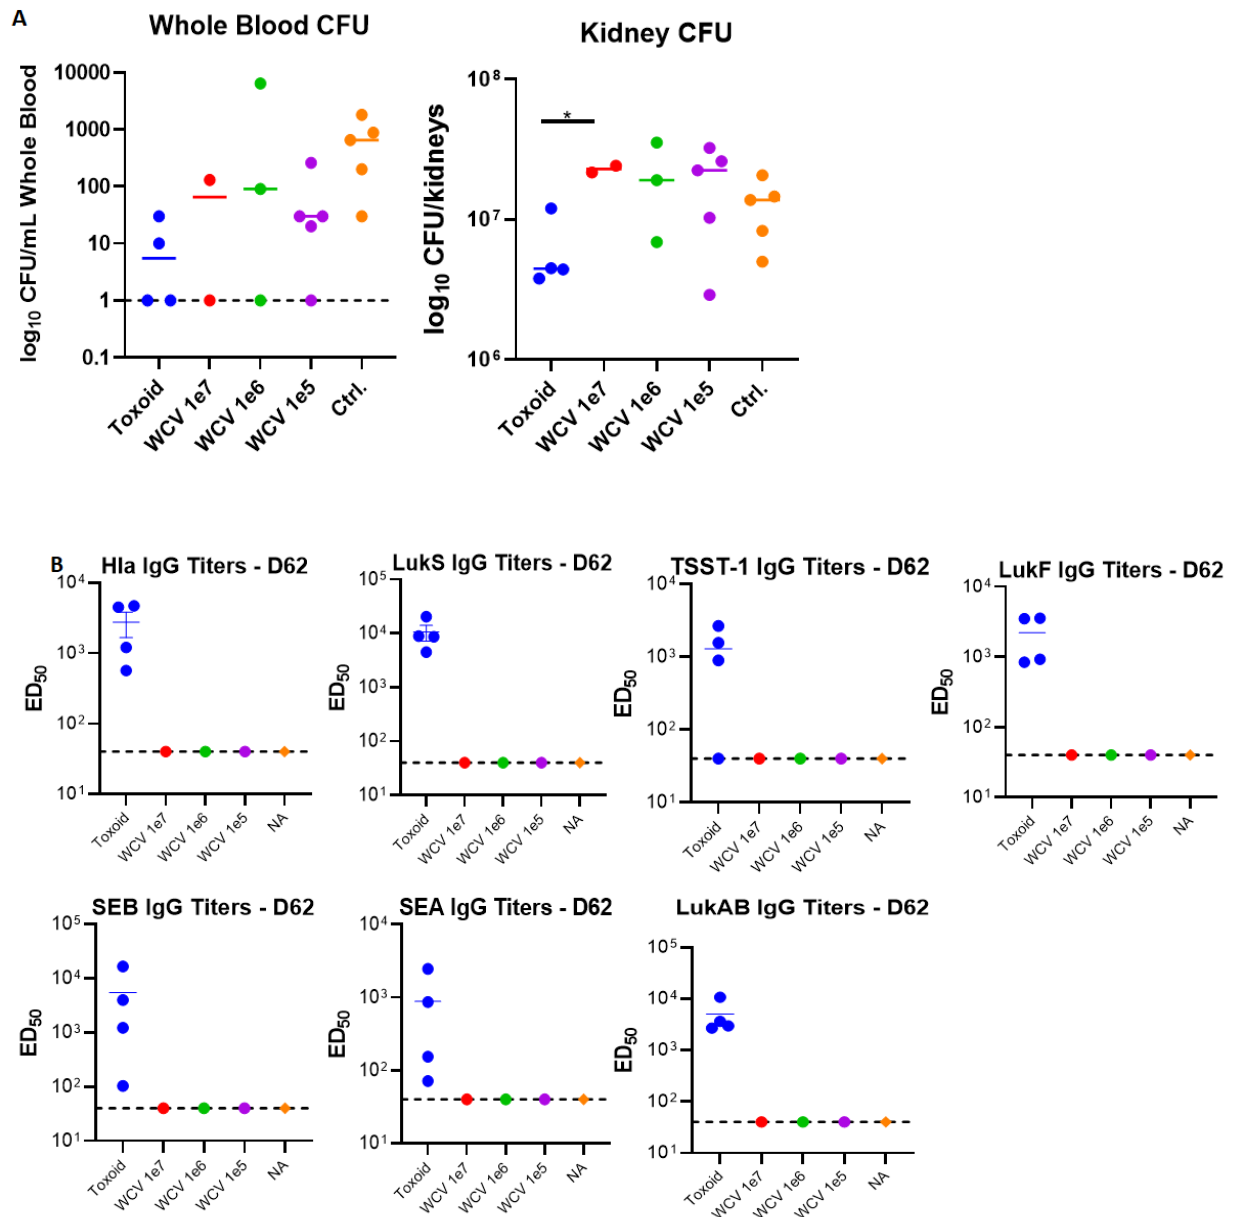 A
Whole Blood CFU
log10 CFU/mL Whole Blood
10000
1000
100
10
1
0.1
Toxoid
WCV 1e7
WCV 1e6
WCV 1e5
Ctrl.
Kidney CFU
log10 CFU/kidneys
10^8
10^7
10^6
*
Toxoid
WCV 1e7
WCV 1e6
WCV 1e5
Ctrl.
B
Hla IgG Titers - D62
ED50
10^4
10^3
10^2
10^1
Toxoid
WCV 1e7
WCV 1e6
WCV 1e5
NA
LukS IgG Titers - D62
ED50
10^5
10^4
10^3
10^2
10^1
Toxoid
WCV 1e7
WCV 1e6
WCV 1e5
NA
TSST-1 IgG Titers - D62
ED50
10^4
10^3
10^2
10^1
Toxoid
WCV 1e7
WCV 1e6
WCV 1e5
NA
LukF IgG Titers - D62
ED50
10^4
10^3
10^2
10^1
Toxoid
WCV 1e7
WCV 1e6
WCV 1e5
NA
SEB IgG Titers - D62
ED50
10^5
10^4
10^3
10^2
10^1
Toxoid
WCV 1e7
WCV 1e6
WCV 1e5
NA
SEA IgG Titers - D62
ED50
10^4
10^3
10^2
10^1
Toxoid
WCV 1e7
WCV 1e6
WCV 1e5
NA
LukAB IgG Titers - D62
ED50
10^5
10^4
10^3
10^2
10^1
Toxoid
WCV 1e7
WCV 1e6
WCV 1e5
NA